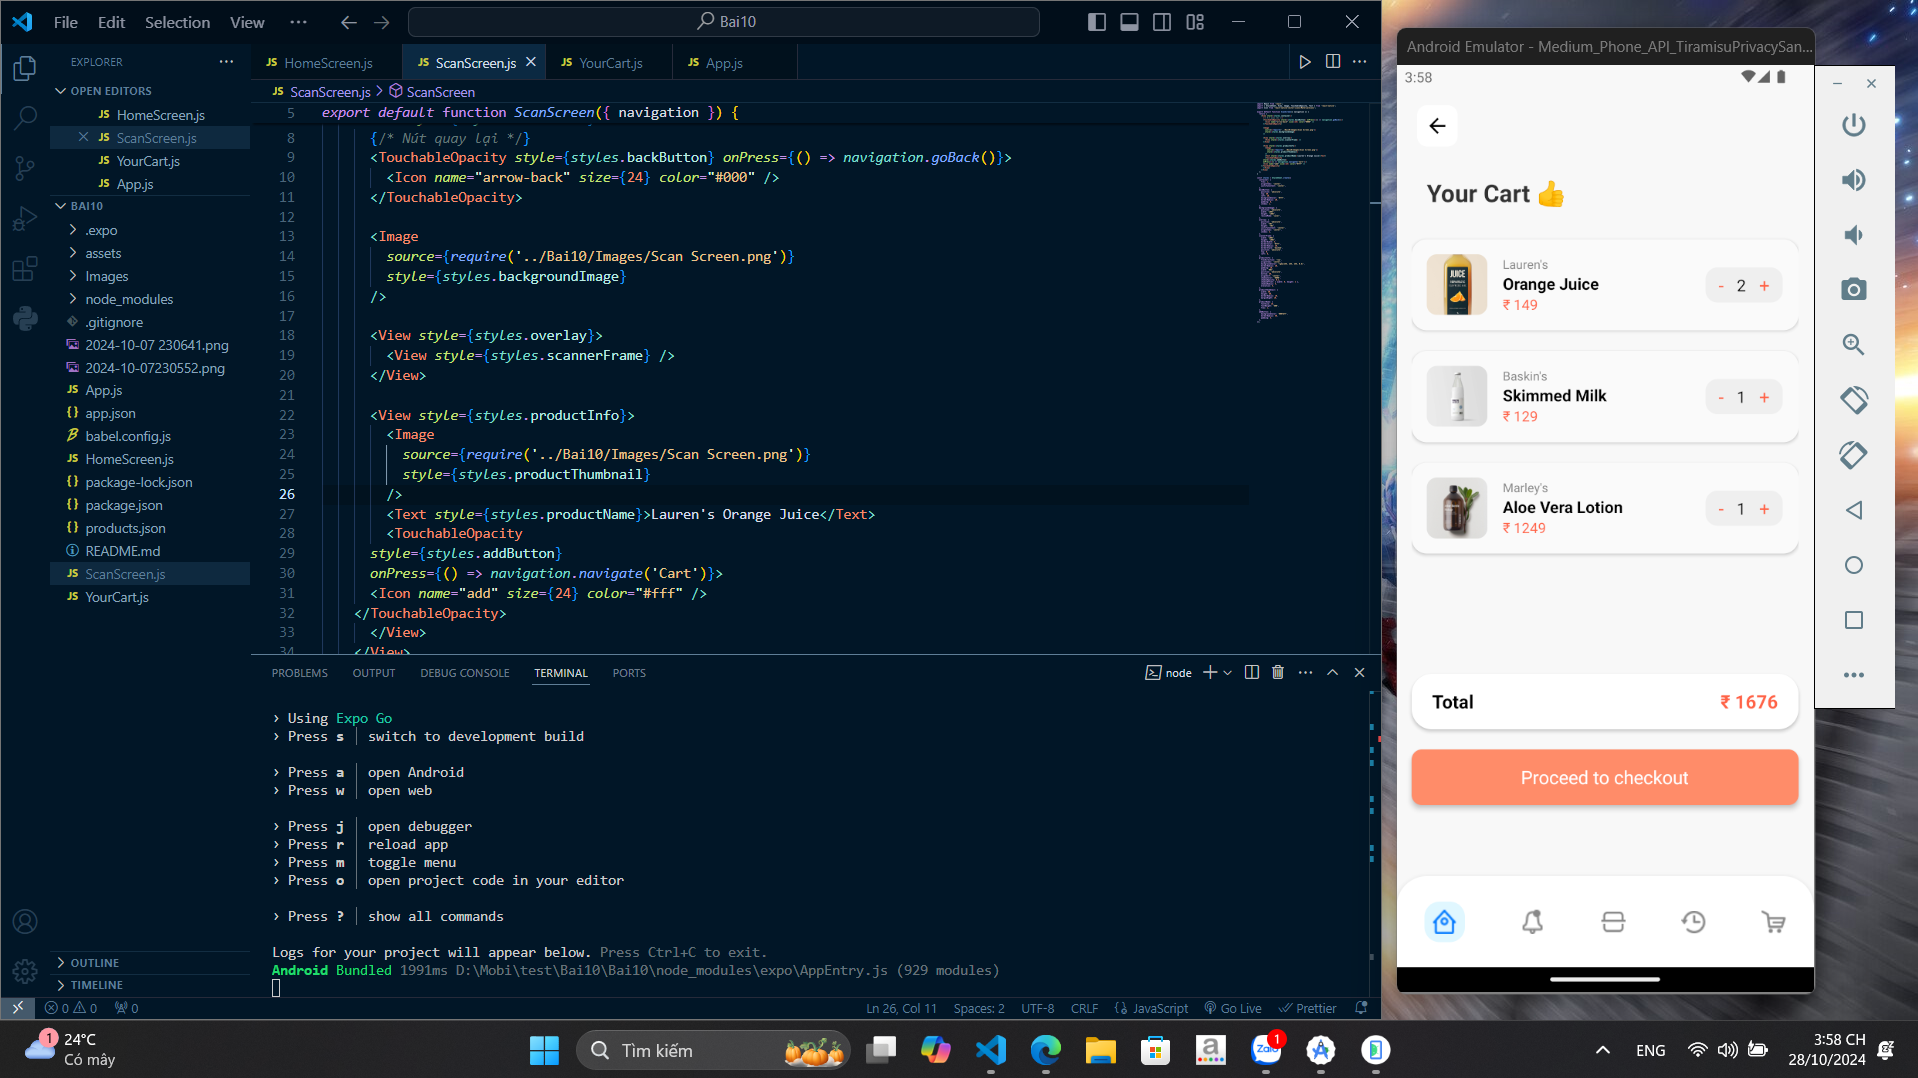 File Edit Selection View
Bai10
EXPLORER
OPEN EDITORS
JS HomeScreen.js
JS ScanScreen.js
JS YourCart.js
JS App.js
BAI10
.expo
assets
Images
node_modules
.gitignore
2024-10-07 230641.png
2024-10-07230552.png
JS App.js
{} app.json
babel.config.js
JS HomeScreen.js
{} package-lock.json
{} package.json
{} products.json
README.md
JS ScanScreen.js
JS YourCart.js
OUTLINE
TIMELINE
JS HomeScreen.js JS ScanScreen.js JS YourCart.js JS App.js
JS ScanScreen.js > ScanScreen
5 export default function ScanScreen({ navigation }) {
8 {/* Nút quay lại */}
9 <TouchableOpacity style={styles.backButton} onPress={() => navigation.goBack()}>
10 <Icon name="arrow-back" size={24} color="#000" />
11 </TouchableOpacity>
12
13 <Image
14 source={require('../Bai10/Images/Scan Screen.png')}
15 style={styles.backgroundImage}
16 />
17
18 <View style={styles.overlay}>
19 <View style={styles.scannerFrame} />
20 </View>
21
22 <View style={styles.productInfo}>
23 <Image
24 source={require('../Bai10/Images/Scan Screen.png')}
25 style={styles.productThumbnail}
26 />
27 <Text style={styles.productName}>Lauren's Orange Juice</Text>
28 <TouchableOpacity
29 style={styles.addButton}
30 onPress={() => navigation.navigate('Cart')}>
31 <Icon name="add" size={24} color="#fff" />
32 </TouchableOpacity>
33 </View>
34 </View>
PROBLEMS OUTPUT DEBUG CONSOLE TERMINAL PORTS
node
› Using Expo Go
› Press s │ switch to development build
› Press a │ open Android
› Press w │ open web
› Press j │ open debugger
› Press r │ reload app
› Press m │ toggle menu
› Press o │ open project code in your editor
› Press ? │ show all commands
Logs for your project will appear below. Press Ctrl+C to exit.
Android Bundled 1991ms D:\Mobi\test\Bai10\Bai10\node_modules\expo\AppEntry.js (929 modules)
0 0 0
Ln 26, Col 11 Spaces: 2 UTF-8 CRLF {} JavaScript Go Live Prettier
Android Emulator - Medium_Phone_API_TiramisuPrivacySan...
3:58
Your Cart 👍
JUICE
Lauren's
Orange Juice
₹ 149
- 2 +
Baskin's
Skimmed Milk
₹ 129
- 1 +
Marley's
Aloe Vera Lotion
₹ 1249
- 1 +
Total ₹ 1676
Proceed to checkout
1
24°C
Có mây
Tìm kiếm
a
Zalo
1
ENG
3:58 CH
28/10/2024